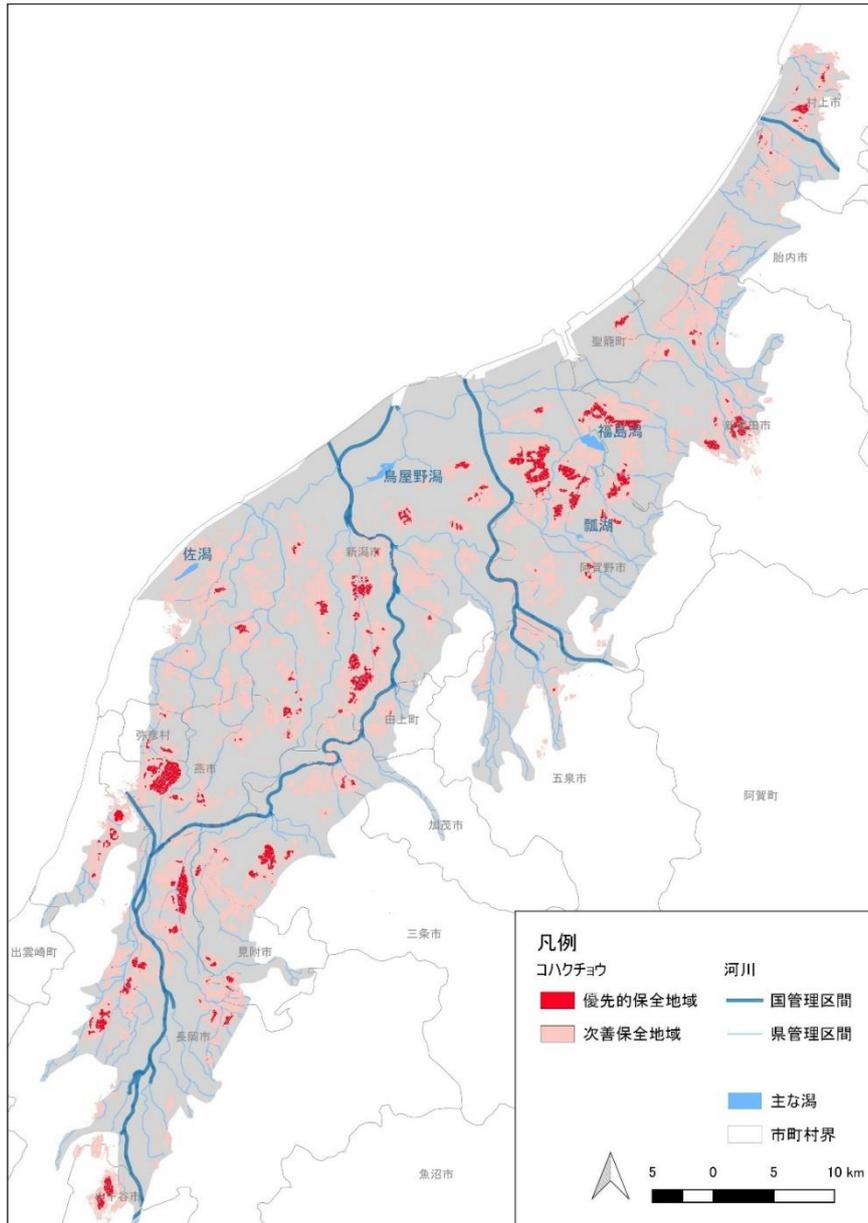 村上市
胎内市
聖籠町
福島潟
新発田市
鳥屋野潟
瓢湖
佐潟
新潟市
阿賀野市
田上町
弥彦村
燕市
五泉市
阿賀町
加茂市
三条市
出雲崎町
見附市
長岡市
魚沼市
小千谷市
凡例
コハクチョウ
河川
優先的保全地域
国管理区間
次善保全地域
県管理区間
主な潟
市町村界
5 0 5 10 km